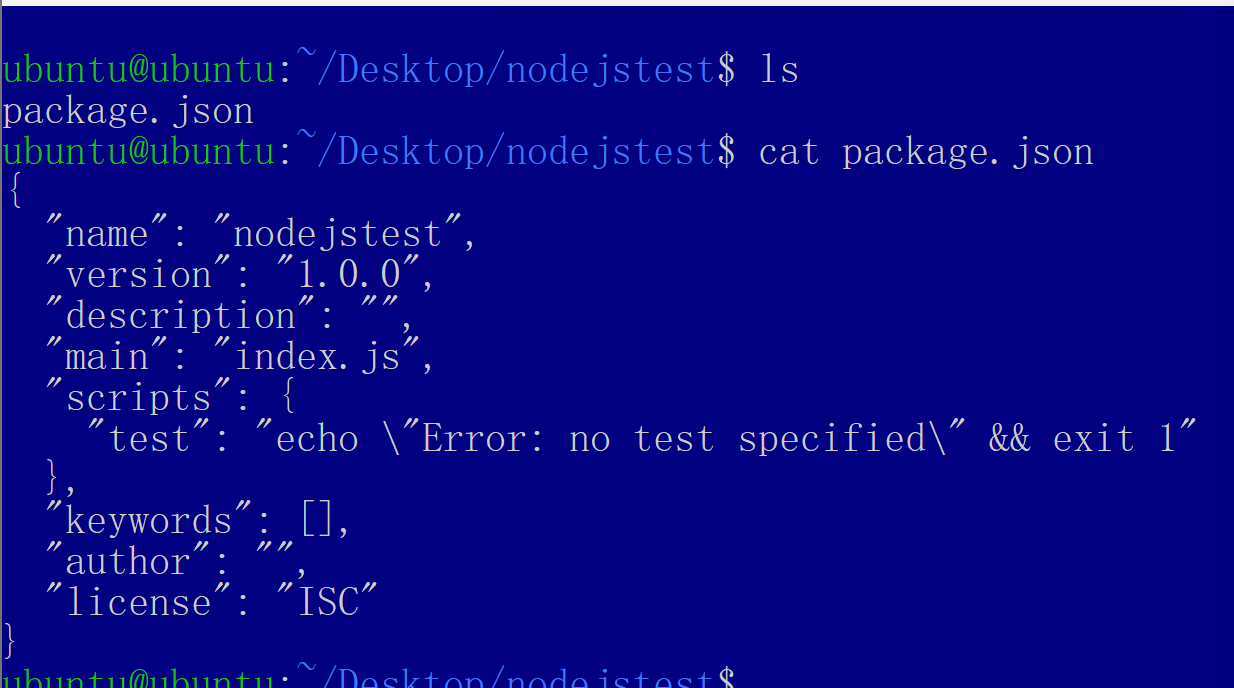 ubuntu@ubuntu:~/Desktop/nodejstest$ ls
package.json
ubuntu@ubuntu:~/Desktop/nodejstest$ cat package.json
{
  "name": "nodejstest",
  "version": "1.0.0",
  "description": "",
  "main": "index.js",
  "scripts": {
    "test": "echo \"Error: no test specified\" && exit 1"
  },
  "keywords": [],
  "author": "",
  "license": "ISC"
}
ubuntu@ubuntu:~/Desktop/nodejstest$